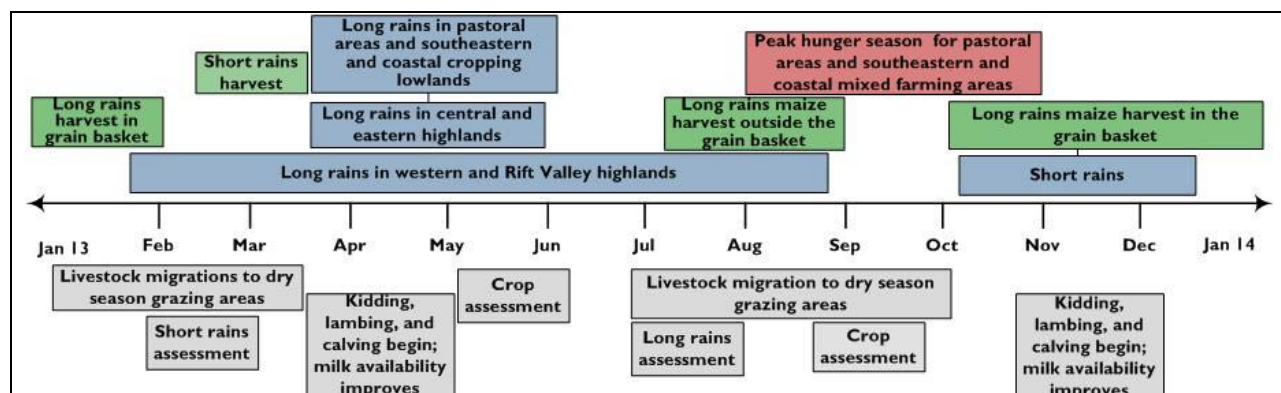 Long rains in pastoral
areas and southeastern
and coastal cropping
lowlands
Short rains
harvest
Peak hunger season for pastoral
areas and southeastern and
coastal mixed farming areas
Long rains
harvest in
grain basket
Long rains in central and
eastern highlands
Long rains maize
harvest outside the
grain basket
Long rains maize harvest in the
grain basket
Long rains in western and Rift Valley highlands
Short rains
Jan 13 Feb Mar Apr May Jun Jul Aug Sep Oct Nov Dec Jan 14
Livestock migrations to dry
season grazing areas
Crop
assessment
Livestock migration to dry season
grazing areas
Short rains
assessment
Kidding,
lambing, and
calving begin;
milk availability
improves
Long rains
assessment
Crop
assessment
Kidding,
lambing, and
calving begin;
milk availability
improves